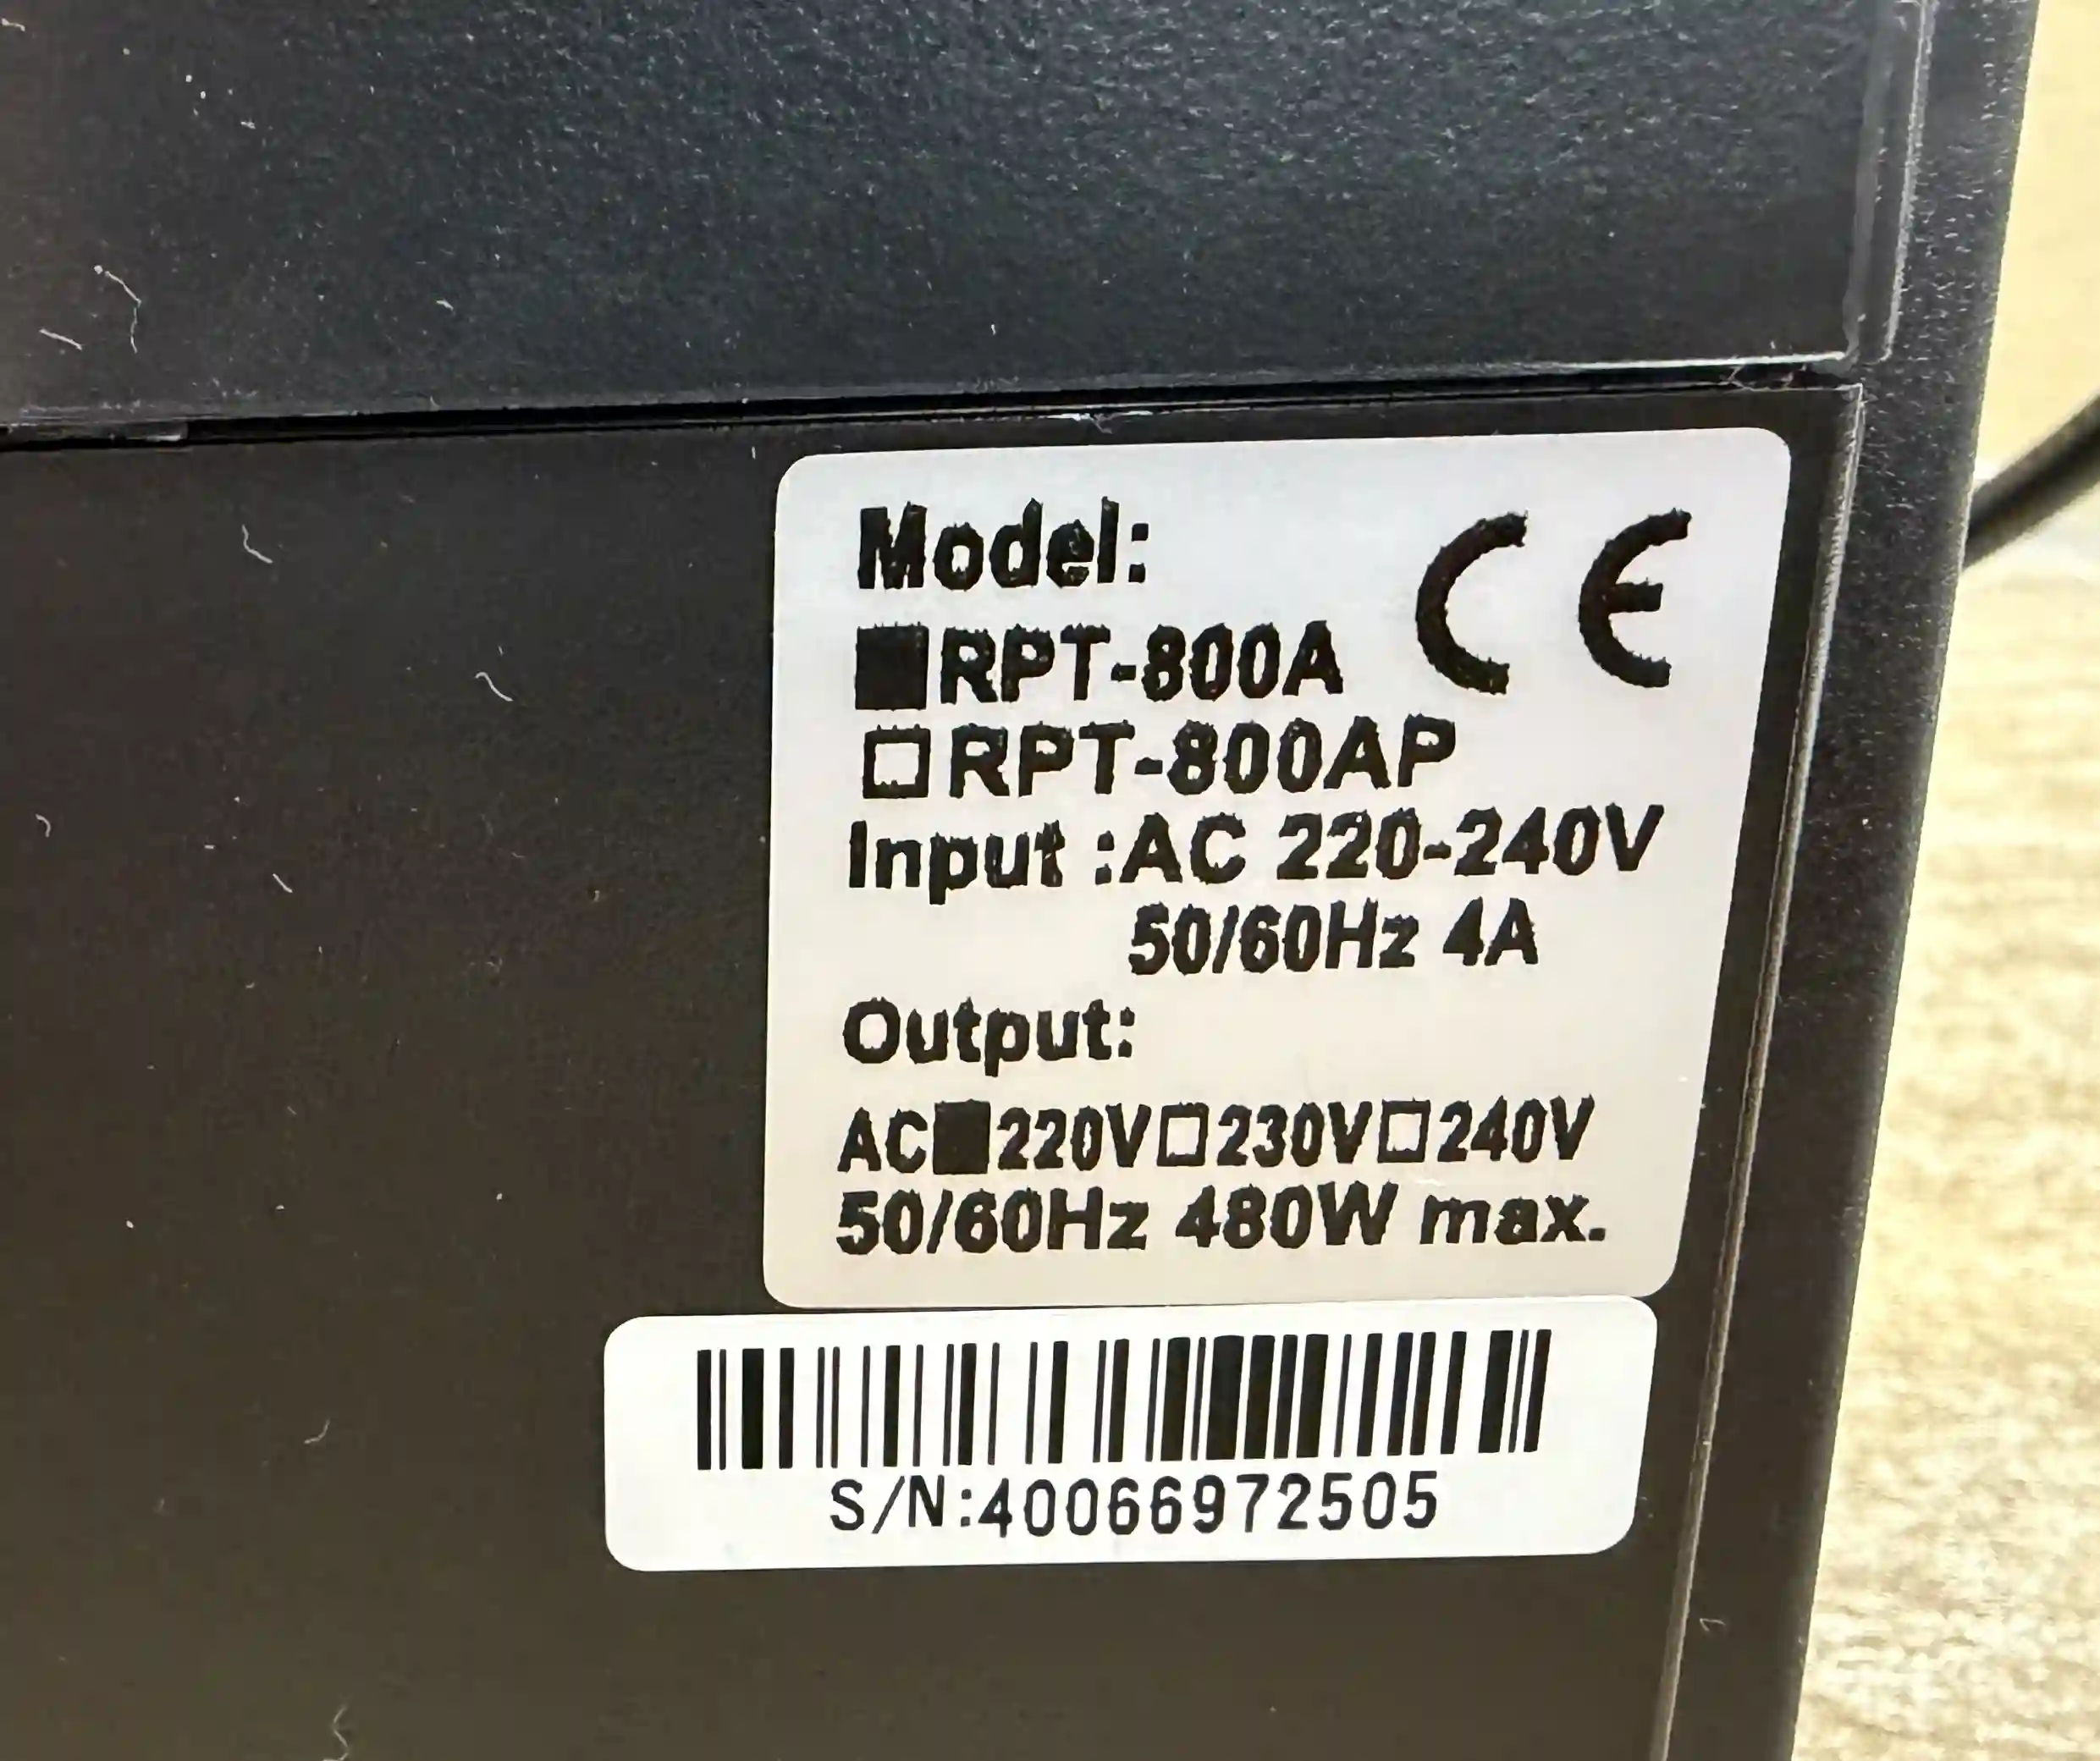 Model:
CE
■RPT-800A
□RPT-800AP
Input :AC 220-240V
50/60Hz 4A
Output:
AC■220V□230V□240V
50/60Hz 480W max.
S/N:40066972505